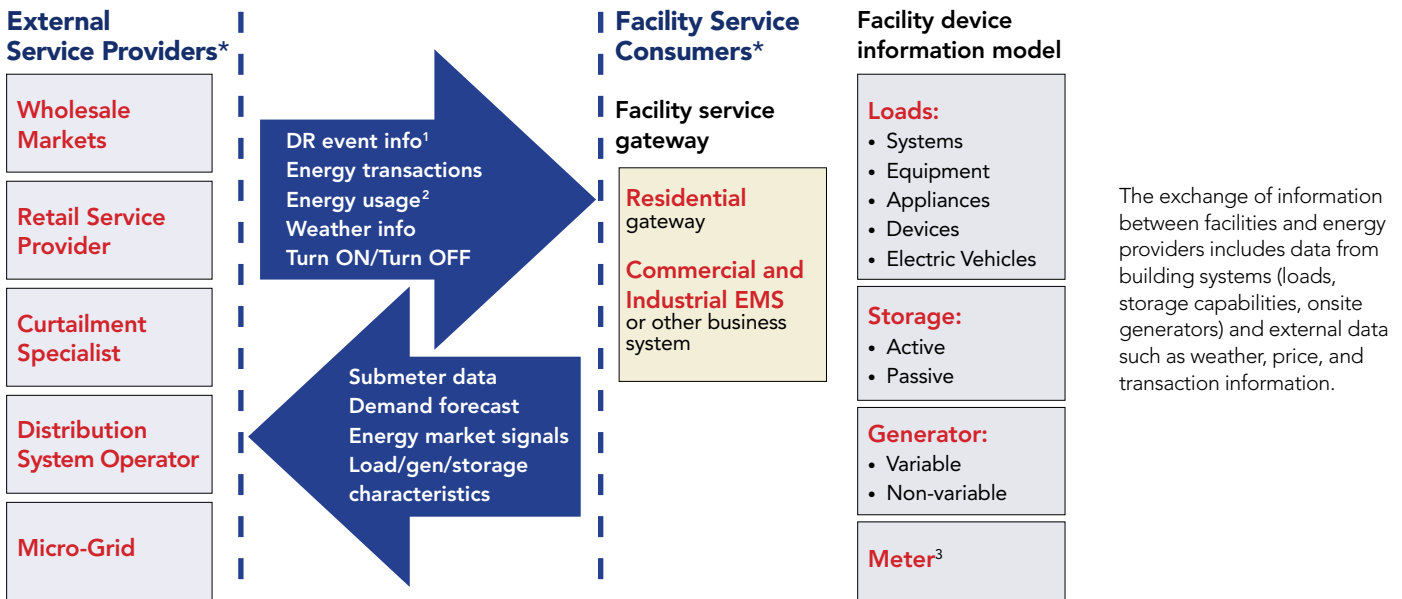 External
Service Providers*
Wholesale
Markets
Retail Service
Provider
Curtailment
Specialist
Distribution
System Operator
Micro-Grid
DR event info¹
Energy transactions
Energy usage²
Weather info
Turn ON/Turn OFF
Submeter data
Demand forecast
Energy market signals
Load/gen/storage
characteristics
Facility Service
Consumers*
Facility service
gateway
Residential
gateway
Commercial and
Industrial EMS
or other business
system
Facility device
information model
Loads:
• Systems
• Equipment
• Appliances
• Devices
• Electric Vehicles
Storage:
• Active
• Passive
Generator:
• Variable
• Non-variable
Meter³
The exchange of information
between facilities and energy
providers includes data from
building systems (loads,
storage capabilities, onsite
generators) and external data
such as weather, price, and
transaction information.